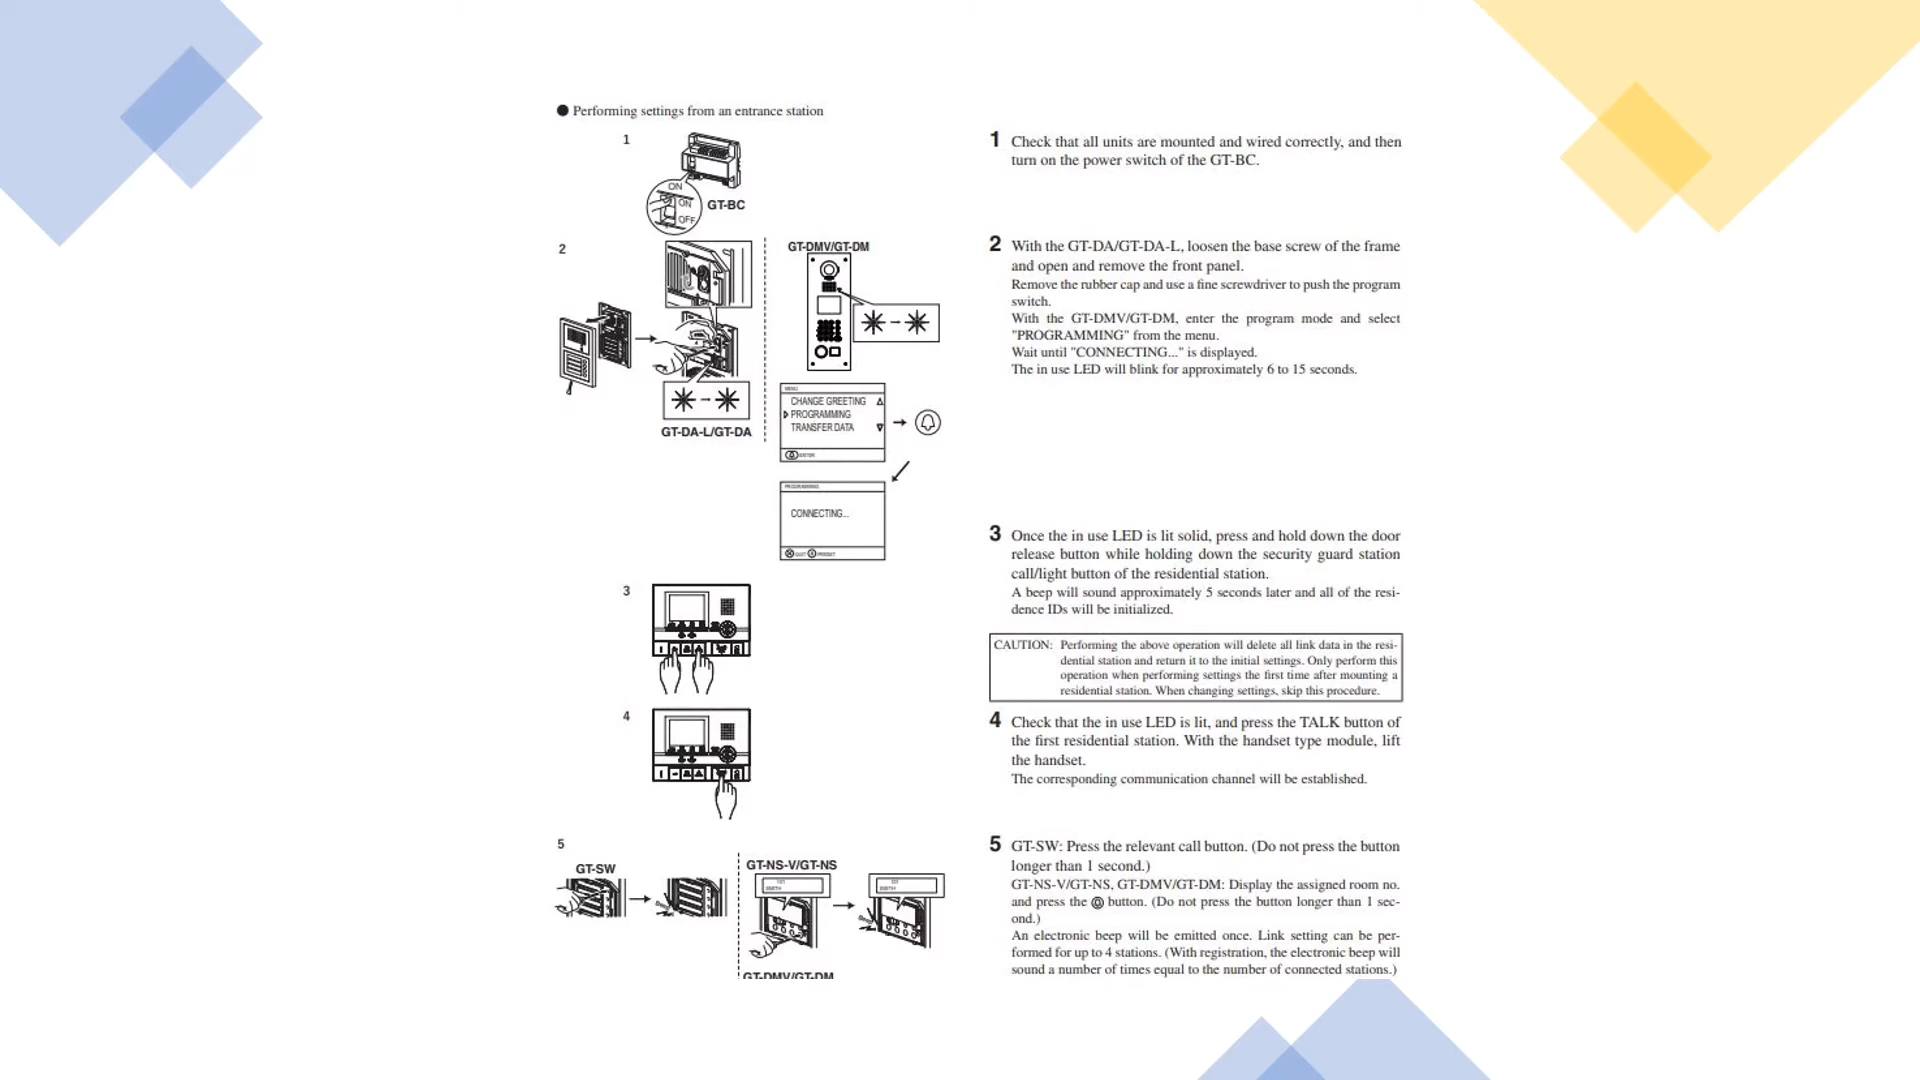 ● Performing settings from an entrance station
1
ON
ON
OFF
GT-BC
2
GT-DMV/GT-DM
GT-DA-L/GT-DA
MENU
CHANGE GREETING
PROGRAMMING
TRANSFER DATA
ENTER
PROGRAMMING
CONNECTING...
QUIT
3
4
5
GT-SW
Beep
GT-NS-V/GT-NS
101
SMITH
101
SMITH
Beep
GT-DMV/GT-DM
1 Check that all units are mounted and wired correctly, and then
turn on the power switch of the GT-BC.
2 With the GT-DA/GT-DA-L, loosen the base screw of the frame
and open and remove the front panel.
Remove the rubber cap and use a fine screwdriver to push the program
switch.
With the GT-DMV/GT-DM, enter the program mode and select
"PROGRAMMING" from the menu.
Wait until "CONNECTING..." is displayed.
The in use LED will blink for approximately 6 to 15 seconds.
3 Once the in use LED is lit solid, press and hold down the door
release button while holding down the security guard station
call/light button of the residential station.
A beep will sound approximately 5 seconds later and all of the resi-
dence IDs will be initialized.
CAUTION: Performing the above operation will delete all link data in the resi-
dential station and return it to the initial settings. Only perform this
operation when performing settings the first time after mounting a
residential station. When changing settings, skip this procedure.
4 Check that the in use LED is lit, and press the TALK button of
the first residential station. With the handset type module, lift
the handset.
The corresponding communication channel will be established.
5 GT-SW: Press the relevant call button. (Do not press the button
longer than 1 second.)
GT-NS-V/GT-NS, GT-DMV/GT-DM: Display the assigned room no.
and press the button. (Do not press the button longer than 1 sec-
ond.)
An electronic beep will be emitted once. Link setting can be per-
formed for up to 4 stations. (With registration, the electronic beep will
sound a number of times equal to the number of connected stations.)